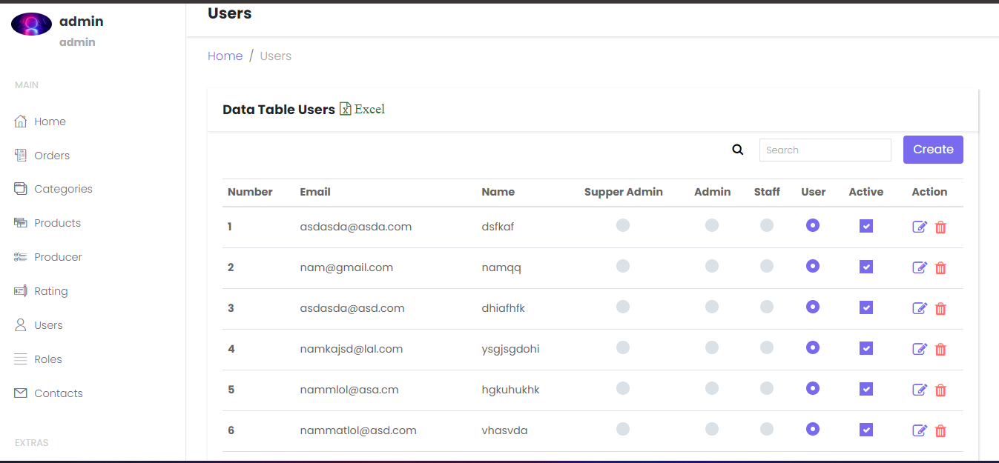 admin
admin
MAIN
Home
Orders
Categories
Products
Producer
Rating
Users
Roles
Contacts
EXTRAS
Users
Home / Users
Data Table Users Excel
Search Create
Number Email Name Supper Admin Admin Staff User Active Action
1 asdasda@asda.com dsfkaf
2 nam@gmail.com namqq
3 asdasda@asd.com dhiafhfk
4 namkajsd@lal.com ysgjsgdohi
5 nammlol@asa.cm hgkuhukhk
6 nammatlol@asd.com vhasvda